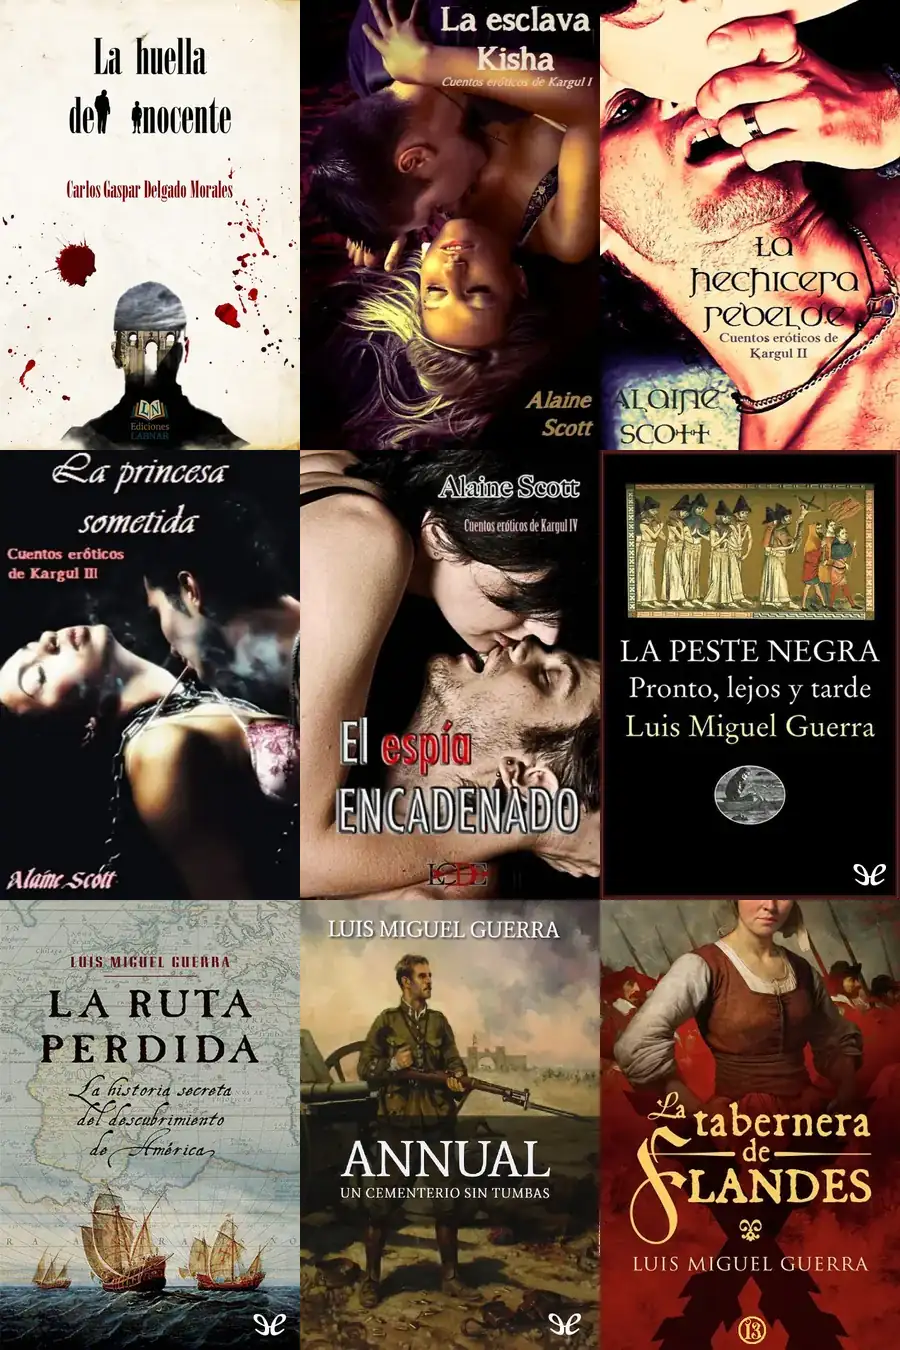 La huella
del inocente
Carlos Gaspar Delgado Morales
LN
Ediciones
LABNAR
La esclava
Kisha
Cuentos eróticos de Kargul I
Alaine
Scott
La
hechicera
rebelde
Cuentos eróticos de
Kargul II
Alaine
Scott
La princesa
sometida
Cuentos eróticos
de Kargul III
Alaine Scott
Alaine Scott
Cuentos eróticos de Kargul IV
El espía
ENCADENADO
LA PESTE NEGRA
Pronto, lejos y tarde
Luis Miguel Guerra
LUIS MIGUEL GUERRA
LA RUTA
PERDIDA
La historia secreta
del descubrimiento
de América
LUIS MIGUEL GUERRA
ANNUAL
UN CEMENTERIO SIN TUMBAS
La tabernera
de
FLANDES
LUIS MIGUEL GUERRA
13